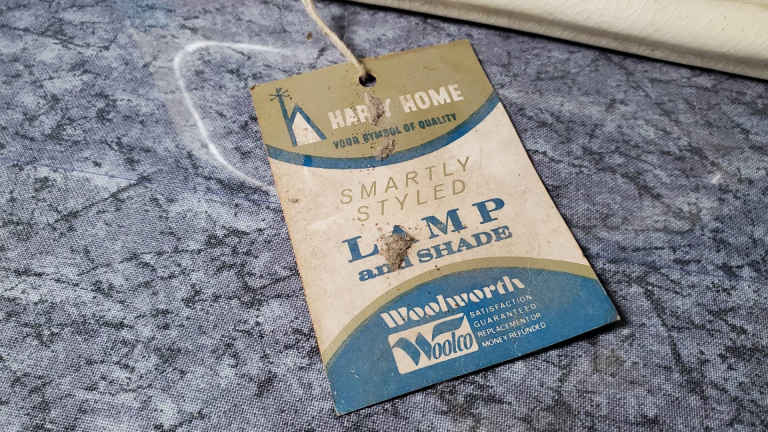 HAPPY HOME
YOUR SYMBOL OF QUALITY
SMARTLY
STYLED
LAMP
and SHADE
Woolworth
Woolco
SATISFACTION
GUARANTEED
REPLACEMENT OR
MONEY REFUNDED